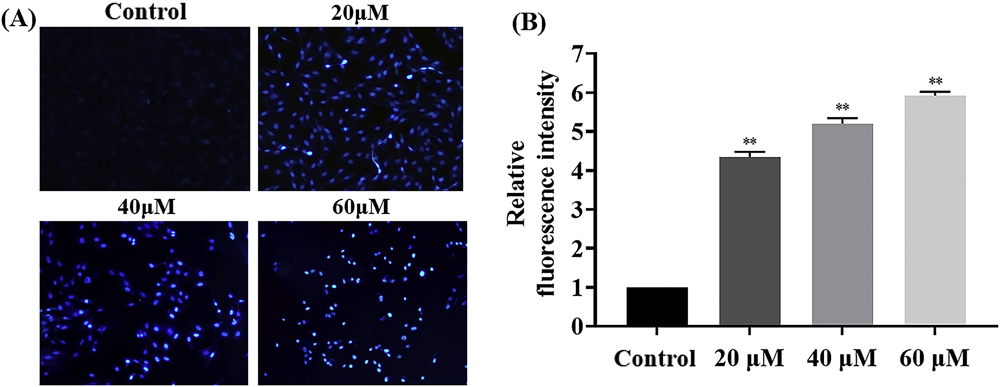 (A)
Control
20μM
40μM
60μM
(B)
Relative
fluorescence intensity
7
6
5
4
3
2
1
0
**
**
**
Control
20 μM
40 μM
60 μM